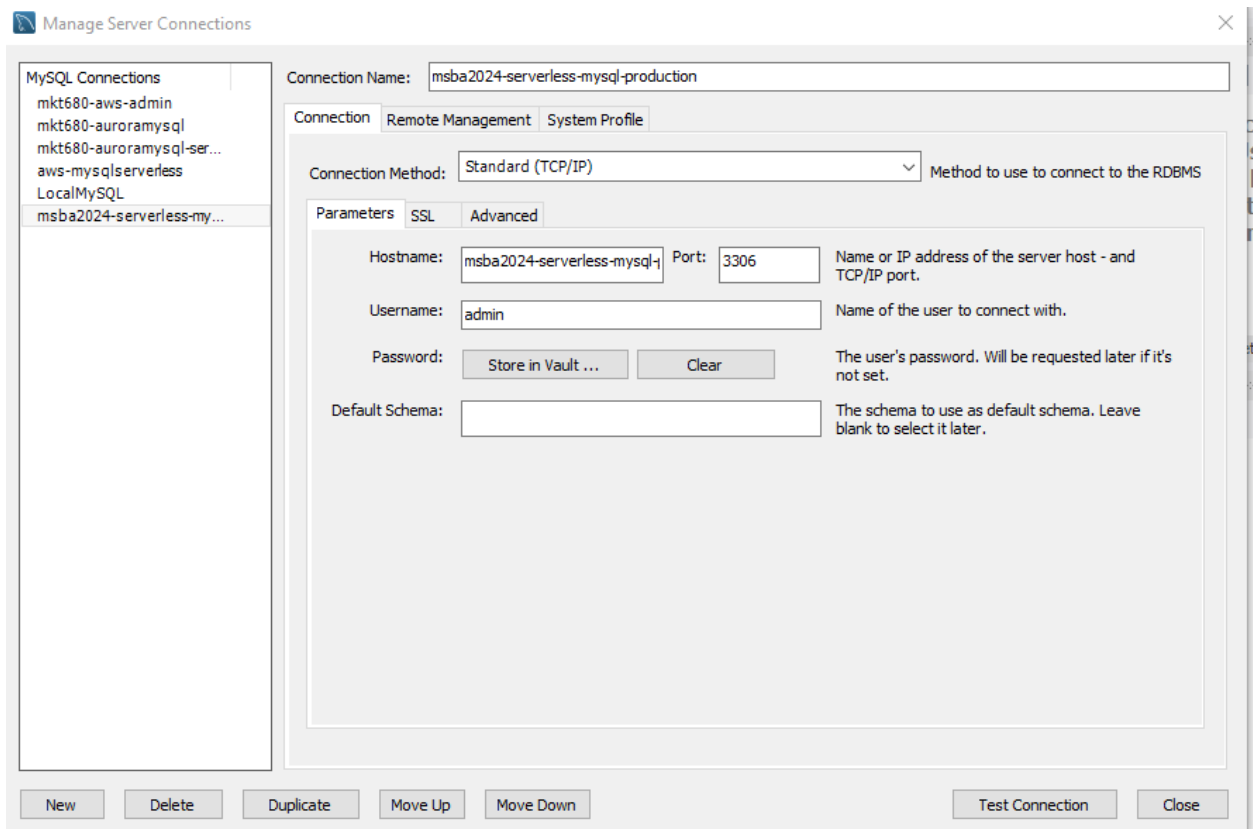 Manage Server Connections
MySQL Connections
mkt680-aws-admin
mkt680-auroramysql
mkt680-auroramysql-ser...
aws-mysqlserverless
LocalMySQL
msba2024-serverless-my...
Connection Name: msba2024-serverless-mysql-production
Connection Remote Management System Profile
Connection Method: Standard (TCP/IP) Method to use to connect to the RDBMS
Parameters SSL Advanced
Hostname: msba2024-serverless-mysql-p Port: 3306 Name or IP address of the server host - and
TCP/IP port.
Username: admin Name of the user to connect with.
Password: Store in Vault ... Clear The user's password. Will be requested later if it's
not set.
Default Schema: The schema to use as default schema. Leave
blank to select it later.
New Delete Duplicate Move Up Move Down Test Connection Close